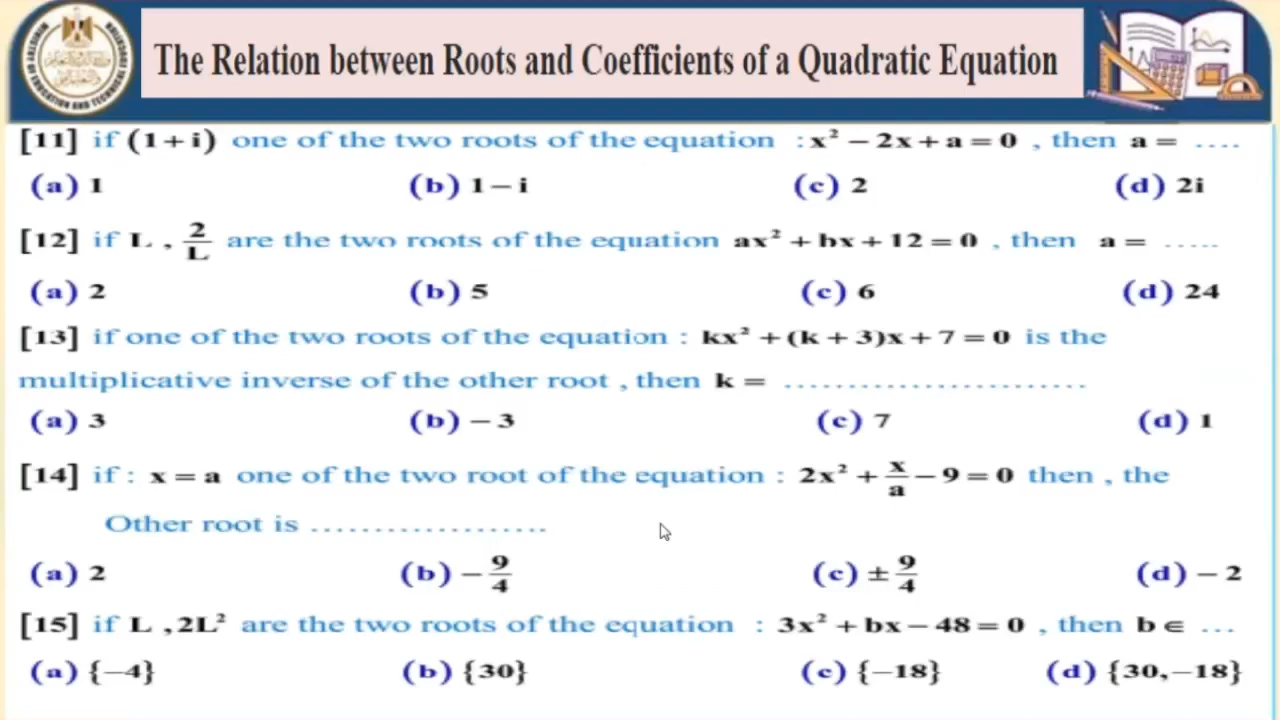 The Relation between Roots and Coefficients of a Quadratic Equation
[11] if (1 + i) one of the two roots of the equation : x² − 2x + a = 0 , then a = ....
(a) 1 (b) 1 − i (c) 2 (d) 2i
[12] if L , 2/L are the two roots of the equation ax² + bx + 12 = 0 , then a = .....
(a) 2 (b) 5 (c) 6 (d) 24
[13] if one of the two roots of the equation : kx² + (k + 3)x + 7 = 0 is the
multiplicative inverse of the other root , then k = ........................
(a) 3 (b) − 3 (c) 7 (d) 1
[14] if : x = a one of the two root of the equation : 2x² + x/a − 9 = 0 then , the
Other root is ...................
(a) 2 (b) − 9/4 (c) ± 9/4 (d) − 2
[15] if L , 2L² are the two roots of the equation : 3x² + bx − 48 = 0 , then b ∈ ...
(a) {−4} (b) {30} (c) {−18} (d) {30, −18}